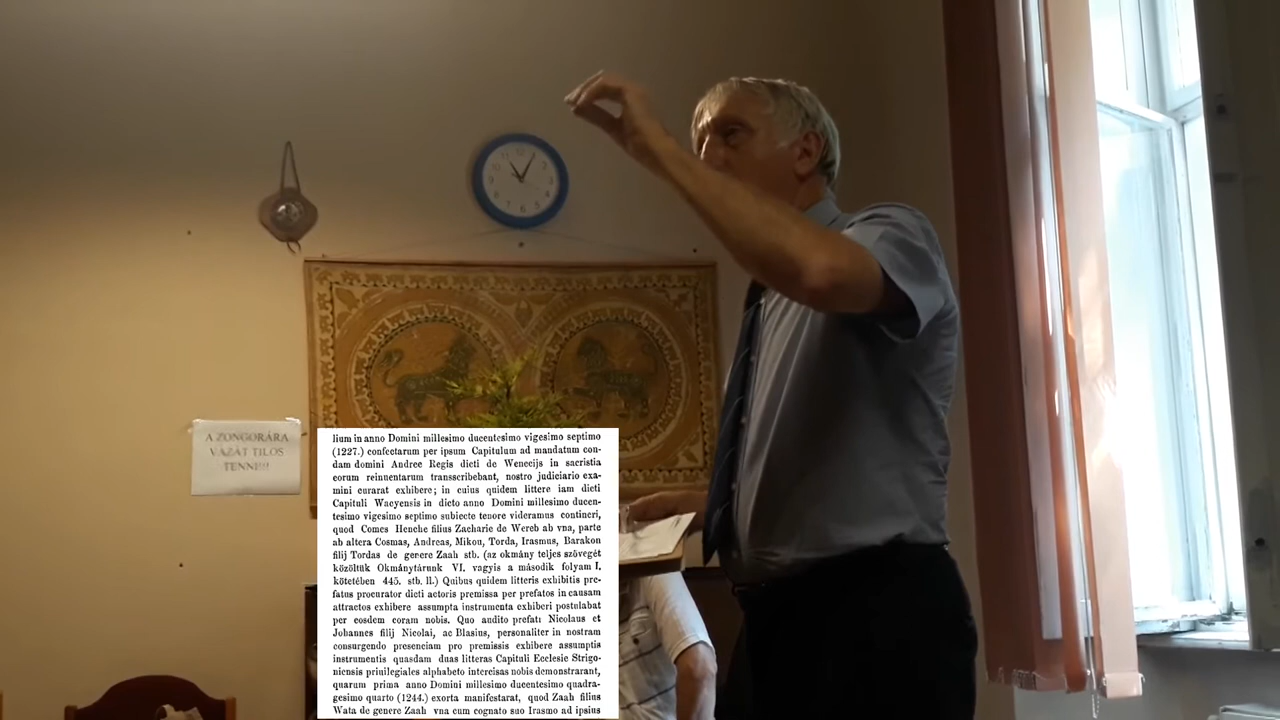 A ZONGORÁRA
VÁZÁT TILOS
TENNI!!!
lium in anno Domini millesimo ducentesimo vigesimo septimo
(1227.) confectarum per ipsum Capitulum ad mandatum con-
dam domini Andree Regis dicti de Wenecijs in sacristia
eorum reinuentarum transscribebant, nostro judiciario exa-
mini curarat exhibere; in cuius quidem littere iam dicti
Capituli Wacyensis in dicto anno Domini millesimo ducen-
tesimo vigesimo septimo subiecte tenore videramus contineri,
quod Comes Henche filius Zacharie de Wereb ab vna, parte
ab altera Cosmas, Andreas, Mikou, Torda, Irasmus, Barakon
filij Tordas de genere Zaah stb. (az okmány teljes szövegét
közöltük Okmánytárunk VI. vagyis a második folyam I.
kötetében 445. stb. ll.) Quibus quidem litteris exhibitis pre-
fatus procurator dicti actoris premissa per prefatos in causam
attractos exhibere assumpta instrumenta exhiberi postulabat
per eosdem coram nobis. Quo audito prefati Nicolaus et
Johannes filij Nicolai, ac Blasius, personaliter in nostram
consurgendo presenciam pro premissis exhibere assumptis
instrumentis quasdam duas litteras Capituli Ecclesie Strigo-
niensis priuilegiales alphabeto intercisas nobis demonstrarant,
quarum prima anno Domini millesimo ducentesimo quadra-
gesimo quarto (1244.) exorta manifestarat, quod Zaah filius
Wata de genere Zaah vna cum cognato suo Irasmo ad ipsius